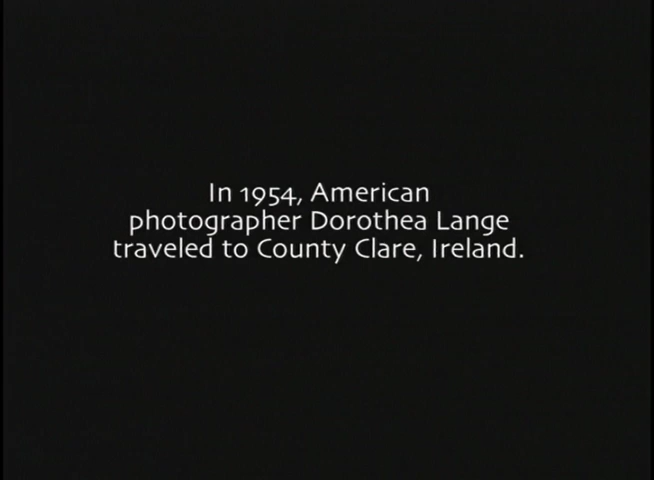 In 1954, American
photographer Dorothea Lange
traveled to County Clare, Ireland.